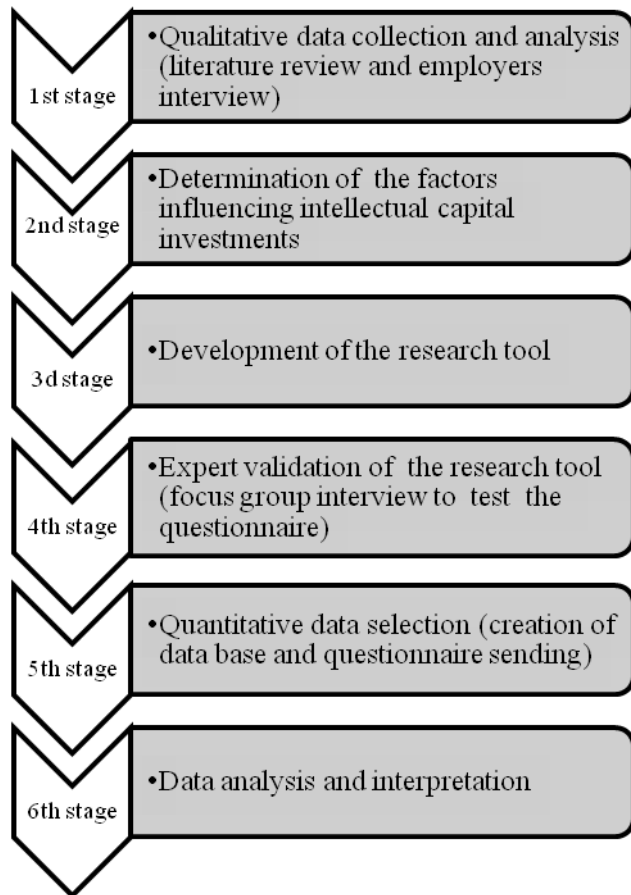 1st stage
•Qualitative data collection and analysis
(literature review and employers
interview)
2nd stage
•Determination of the factors
influencing intellectual capital
investments
3d stage
•Development of the research tool
4th stage
•Expert validation of the research tool
(focus group interview to test the
questionnaire)
5th stage
•Quantitative data selection (creation of
data base and questionnaire sending)
6th stage
•Data analysis and interpretation